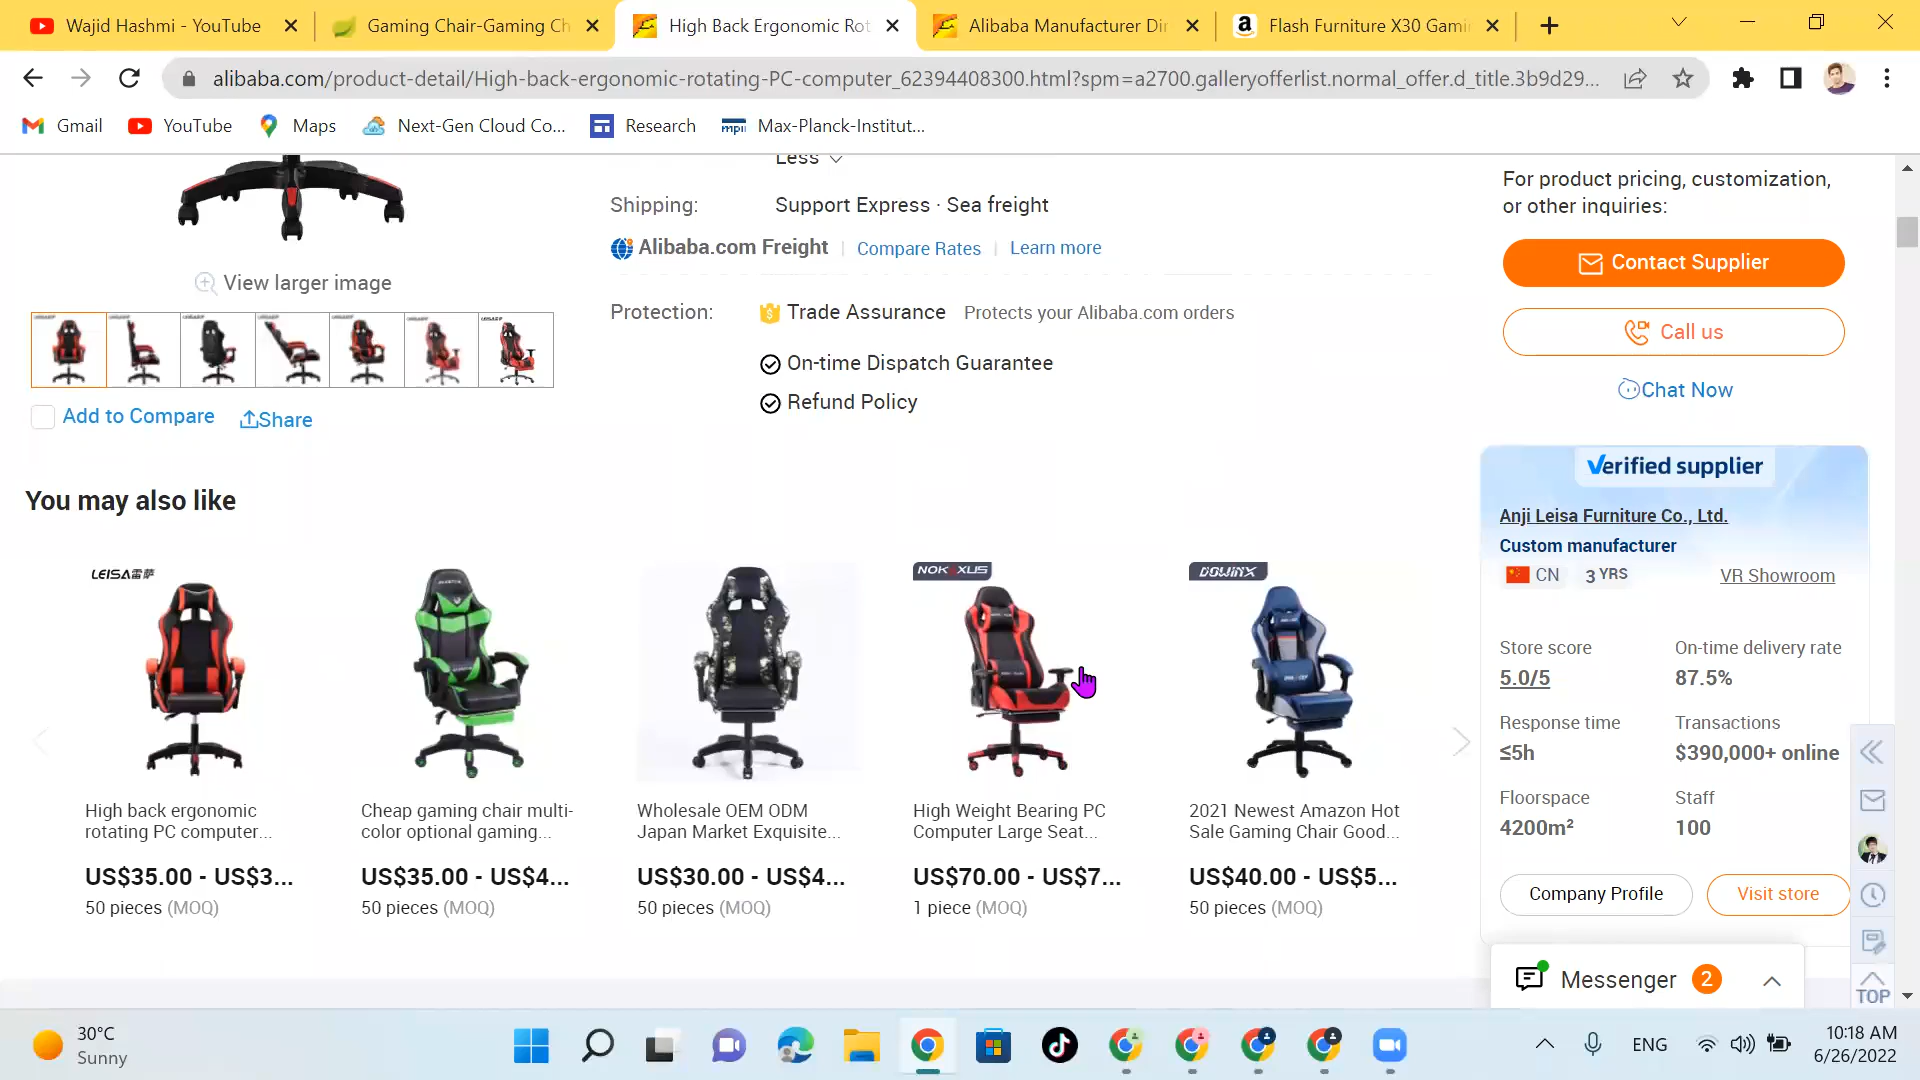 Wajid Hashmi - YouTube
Gaming Chair-Gaming Ch
High Back Ergonomic Rot
Alibaba Manufacturer Dir
Flash Furniture X30 Gamin
alibaba.com/product-detail/High-back-ergonomic-rotating-PC-computer_62394408300.html?spm=a2700.galleryofferlist.normal_offer.d_title.3b9d29...
Gmail
YouTube
Maps
Next-Gen Cloud Co...
Research
Max-Planck-Institut...
Less
Shipping:
Support Express · Sea freight
Alibaba.com Freight
Compare Rates
Learn more
View larger image
Protection:
Trade Assurance
Protects your Alibaba.com orders
On-time Dispatch Guarantee
Refund Policy
Add to Compare
Share
For product pricing, customization,
or other inquiries:
Contact Supplier
Call us
Chat Now
You may also like
LEISA雷萨
NOKAXUS
DOWINX
High back ergonomic
rotating PC computer...
US$35.00 - US$3...
50 pieces (MOQ)
Cheap gaming chair multi-
color optional gaming...
US$35.00 - US$4...
50 pieces (MOQ)
Wholesale OEM ODM
Japan Market Exquisite...
US$30.00 - US$4...
50 pieces (MOQ)
High Weight Bearing PC
Computer Large Seat...
US$70.00 - US$7...
1 piece (MOQ)
2021 Newest Amazon Hot
Sale Gaming Chair Good...
US$40.00 - US$5...
50 pieces (MOQ)
Verified supplier
Anji Leisa Furniture Co., Ltd.
Custom manufacturer
CN
3 YRS
VR Showroom
Store score
5.0/5
On-time delivery rate
87.5%
Response time
≤5h
Transactions
$390,000+ online
Floorspace
4200m²
Staff
100
Company Profile
Visit store
Messenger 2
TOP
30°C
Sunny
ENG
10:18 AM
6/26/2022